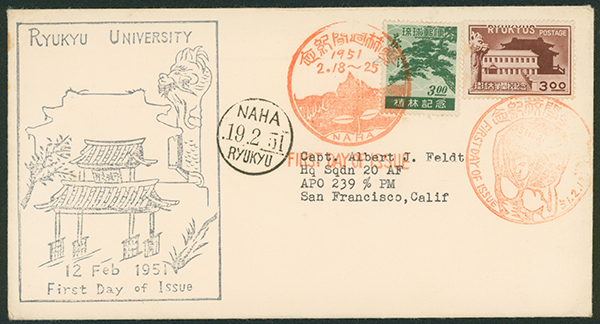 RYUKYU UNIVERSITY
12 Feb 1951
First Day of Issue
NAHA
.19.2.51
RYUKYU
1951
2.18～25
NAHA
FIRST DAY OF ISSUE
琉球郵便
3.00
植林記念
RYUKYUS
POSTAGE
3.00
FIRST DAY OF ISSUE
Capt. Albert J. Feldt
Hq Sqdn 20 AF
APO 239 % PM
San Francisco,Calif